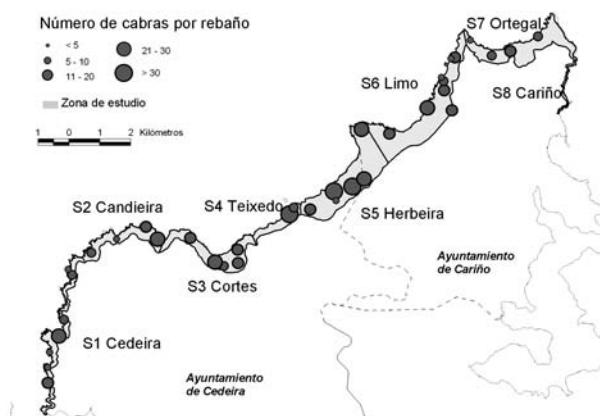 Número de cabras por rebaño
< 5
5 - 10
11 - 20
21 - 30
> 30
Zona de estudio
1 0 1 2 Kilómetros
S7 Ortegal
S8 Cariño
S6 Limo
S4 Teixedo
S5 Herbeira
S2 Candieira
S3 Cortes
S1 Cedeira
Ayuntamiento
de Cariño
Ayuntamiento
de Cedeira